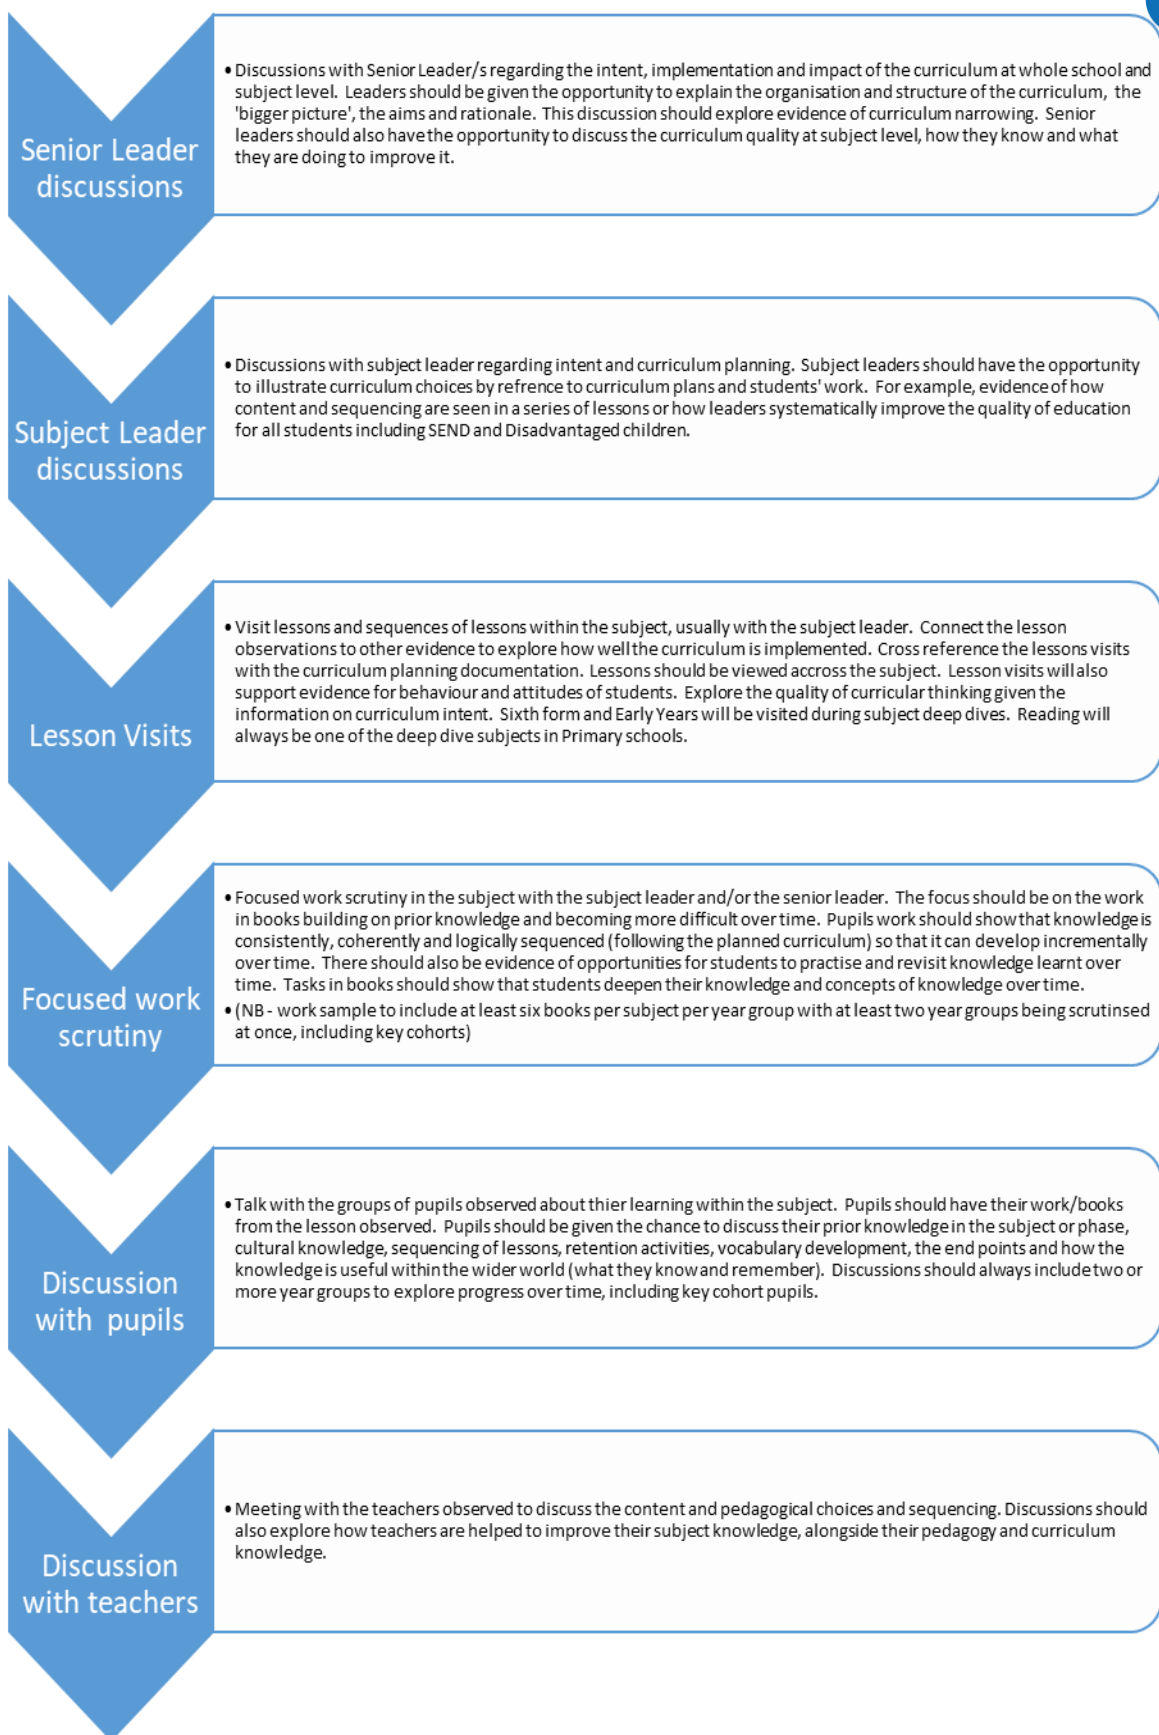 Senior Leader
discussions
• Discussions with Senior Leader/s regarding the intent, implementation and impact of the curriculum at whole school and
subject level. Leaders should be given the opportunity to explain the organisation and structure of the curriculum, the
'bigger picture', the aims and rationale. This discussion should explore evidence of curriculum narrowing. Senior
leaders should also have the opportunity to discuss the curriculum quality at subject level, how they know and what
they are doing to improve it.
Subject Leader
discussions
• Discussions with subject leader regarding intent and curriculum planning. Subject leaders should have the opportunity
to illustrate curriculum choices by refrence to curriculum plans and students' work. For example, evidence of how
content and sequencing are seen in a series of lessons or how leaders systematically improve the quality of education
for all students including SEND and Disadvantaged children.
Lesson Visits
• Visit lessons and sequences of lessons within the subject, usually with the subject leader. Connect the lesson
observations to other evidence to explore how well the curriculum is implemented. Cross reference the lessons visits
with the curriculum planning documentation. Lessons should be viewed accross the subject. Lesson visits will also
support evidence for behaviour and attitudes of students. Explore the quality of curricular thinking given the
information on curriculum intent. Sixth form and Early Years will be visited during subject deep dives. Reading will
always be one of the deep dive subjects in Primary schools.
Focused work
scrutiny
• Focused work scrutiny in the subject with the subject leader and/or the senior leader. The focus should be on the work
in books building on prior knowledge and becoming more difficult over time. Pupils work should show that knowledge is
consistently, coherently and logically sequenced (following the planned curriculum) so that it can develop incrementally
over time. There should also be evidence of opportunities for students to practise and revisit knowledge learnt over
time. Tasks in books should show that students deepen their knowledge and concepts of knowledge over time.
• (NB - work sample to include at least six books per subject per year group with at least two year groups being scrutinsed
at once, including key cohorts)
Discussion
with pupils
• Talk with the groups of pupils observed about thier learning within the subject. Pupils should have their work/books
from the lesson observed. Pupils should be given the chance to discuss their prior knowledge in the subject or phase,
cultural knowledge, sequencing of lessons, retention activities, vocabulary development, the end points and how the
knowledge is useful within the wider world (what they know and remember). Discussions should always include two or
more year groups to explore progress over time, including key cohort pupils.
Discussion
with teachers
• Meeting with the teachers observed to discuss the content and pedagogical choices and sequencing. Discussions should
also explore how teachers are helped to improve their subject knowledge, alongside their pedagogy and curriculum
knowledge.